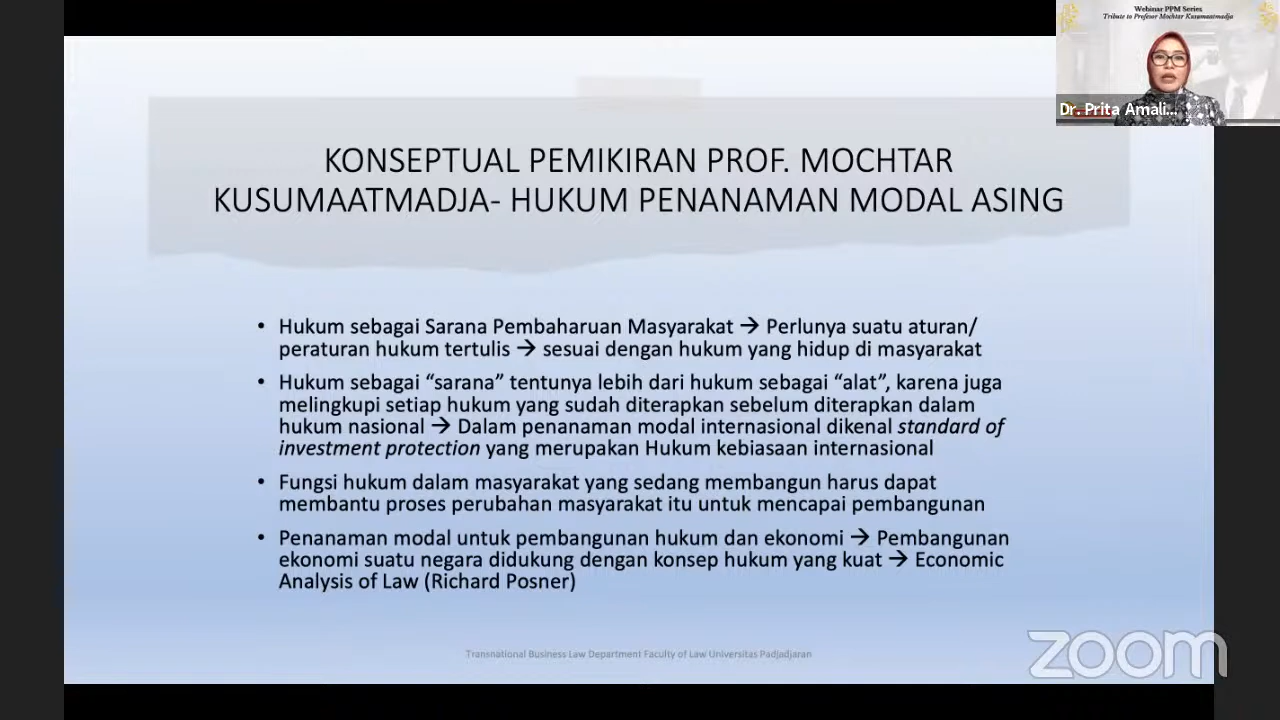 Webinar PPM Series
Tribute to Profesor Mochtar Kusumaatmadja
Dr. Prita Amali...
KONSEPTUAL PEMIKIRAN PROF. MOCHTAR
KUSUMAATMADJA- HUKUM PENANAMAN MODAL ASING
• Hukum sebagai Sarana Pembaharuan Masyarakat → Perlunya suatu aturan/
peraturan hukum tertulis → sesuai dengan hukum yang hidup di masyarakat
• Hukum sebagai “sarana” tentunya lebih dari hukum sebagai “alat”, karena juga
melingkupi setiap hukum yang sudah diterapkan sebelum diterapkan dalam
hukum nasional → Dalam penanaman modal internasional dikenal standard of
investment protection yang merupakan Hukum kebiasaan internasional
• Fungsi hukum dalam masyarakat yang sedang membangun harus dapat
membantu proses perubahan masyarakat itu untuk mencapai pembangunan
• Penanaman modal untuk pembangunan hukum dan ekonomi → Pembangunan
ekonomi suatu negara didukung dengan konsep hukum yang kuat → Economic
Analysis of Law (Richard Posner)
Transnational Business Law Department Faculty of Law Universitas Padjadjaran
zoom